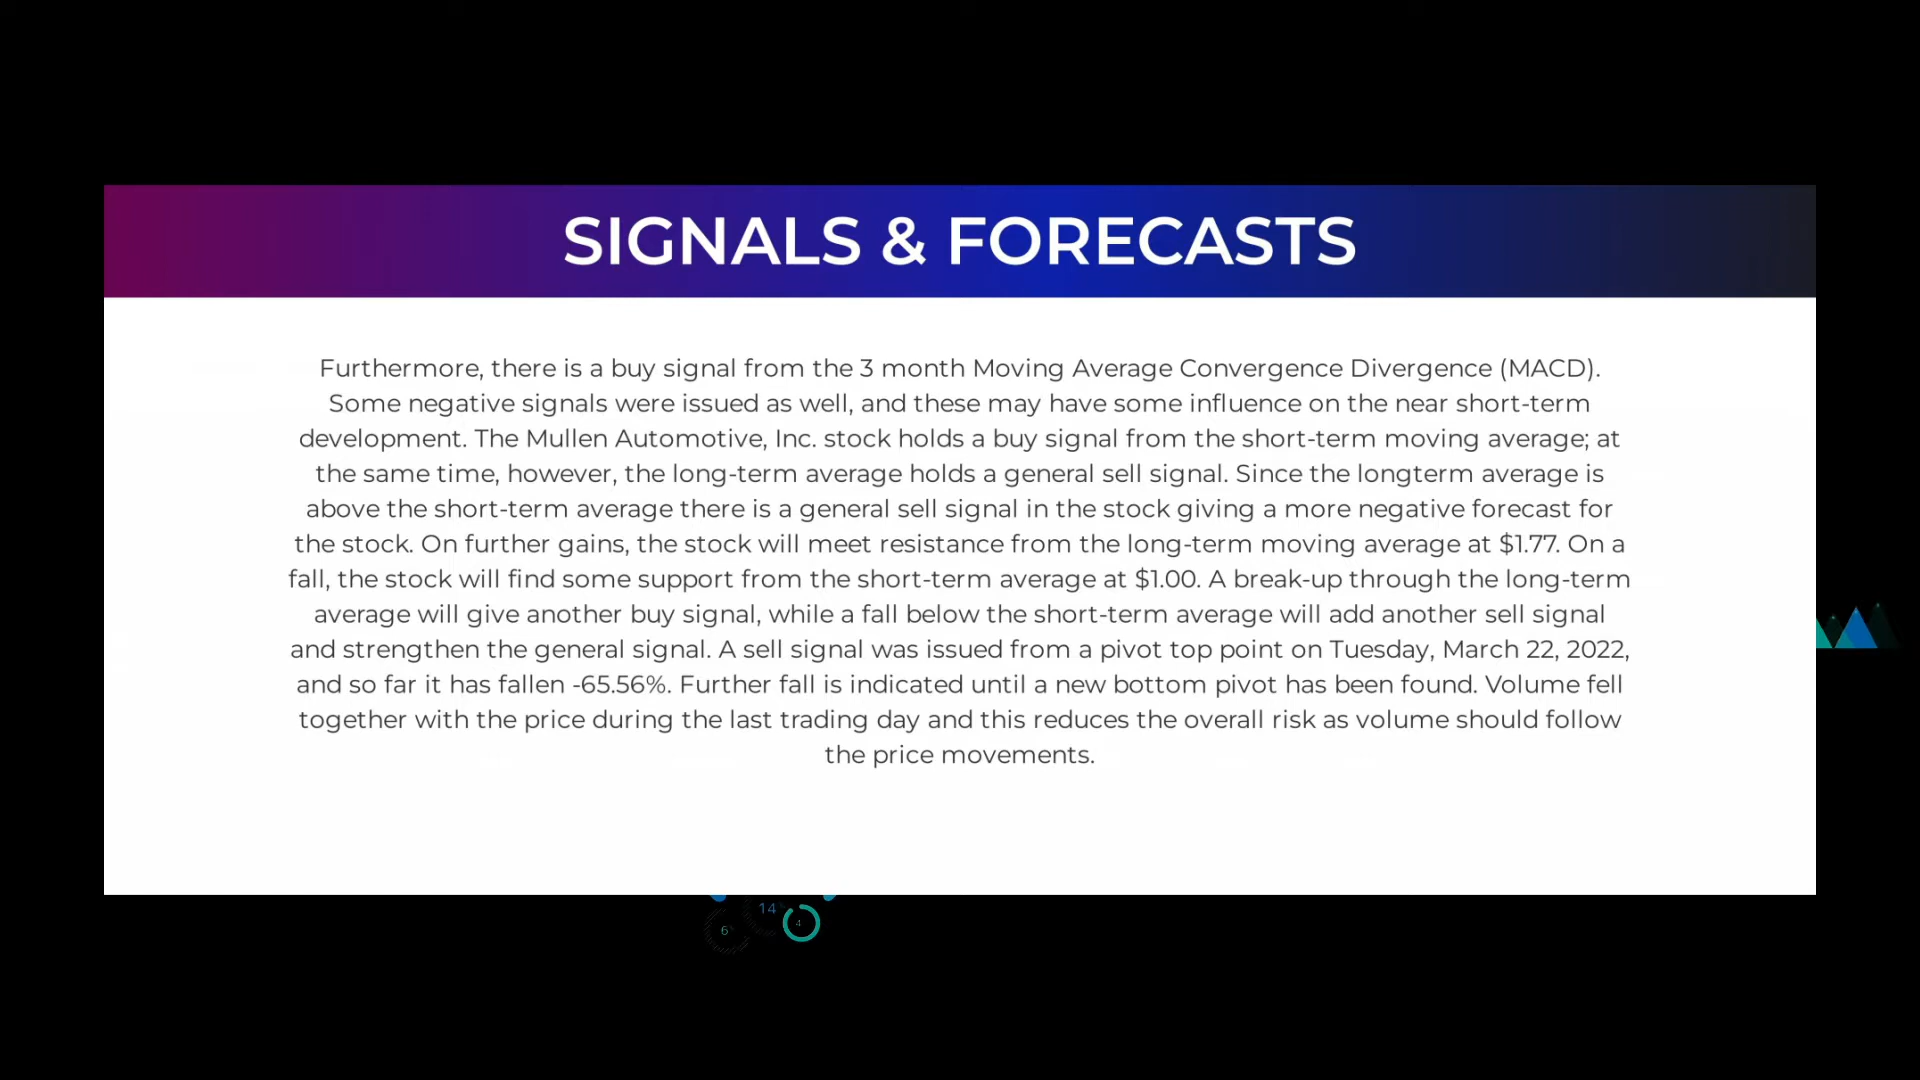 SIGNALS & FORECASTS
Furthermore, there is a buy signal from the 3 month Moving Average Convergence Divergence (MACD).
Some negative signals were issued as well, and these may have some influence on the near short-term
development. The Mullen Automotive, Inc. stock holds a buy signal from the short-term moving average; at
the same time, however, the long-term average holds a general sell signal. Since the longterm average is
above the short-term average there is a general sell signal in the stock giving a more negative forecast for
the stock. On further gains, the stock will meet resistance from the long-term moving average at $1.77. On a
fall, the stock will find some support from the short-term average at $1.00. A break-up through the long-term
average will give another buy signal, while a fall below the short-term average will add another sell signal
and strengthen the general signal. A sell signal was issued from a pivot top point on Tuesday, March 22, 2022,
and so far it has fallen -65.56%. Further fall is indicated until a new bottom pivot has been found. Volume fell
together with the price during the last trading day and this reduces the overall risk as volume should follow
the price movements.
14
6
4